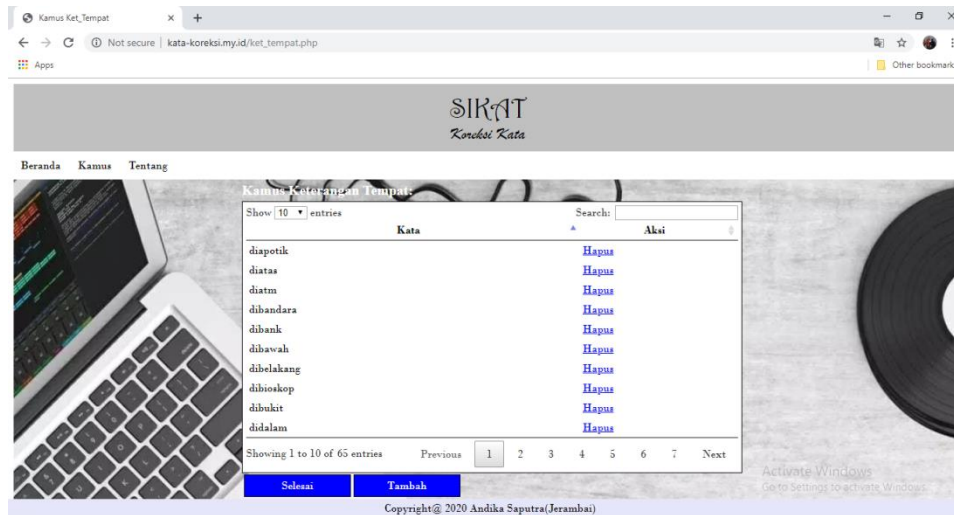 Kamus Ket_Tempat
Not secure | kata-koreksi.my.id/ket_tempat.php
Apps
Other bookmark
SIKAT
Koreksi Kata
Beranda Kamus Tentang
Kamus Keterangan Tempat:
Show 10 entries Search:
Kata Aksi
diapotik Hapus
diatas Hapus
diatm Hapus
dibandara Hapus
dibank Hapus
dibawah Hapus
dibelakang Hapus
dibioskop Hapus
dibukit Hapus
didalam Hapus
Showing 1 to 10 of 65 entries Previous 1 2 3 4 5 6 7 Next
Selesai Tambah
Activate Windows
Go to Settings to activate Windows.
Copyright@ 2020 Andika Saputra(Jerambai)